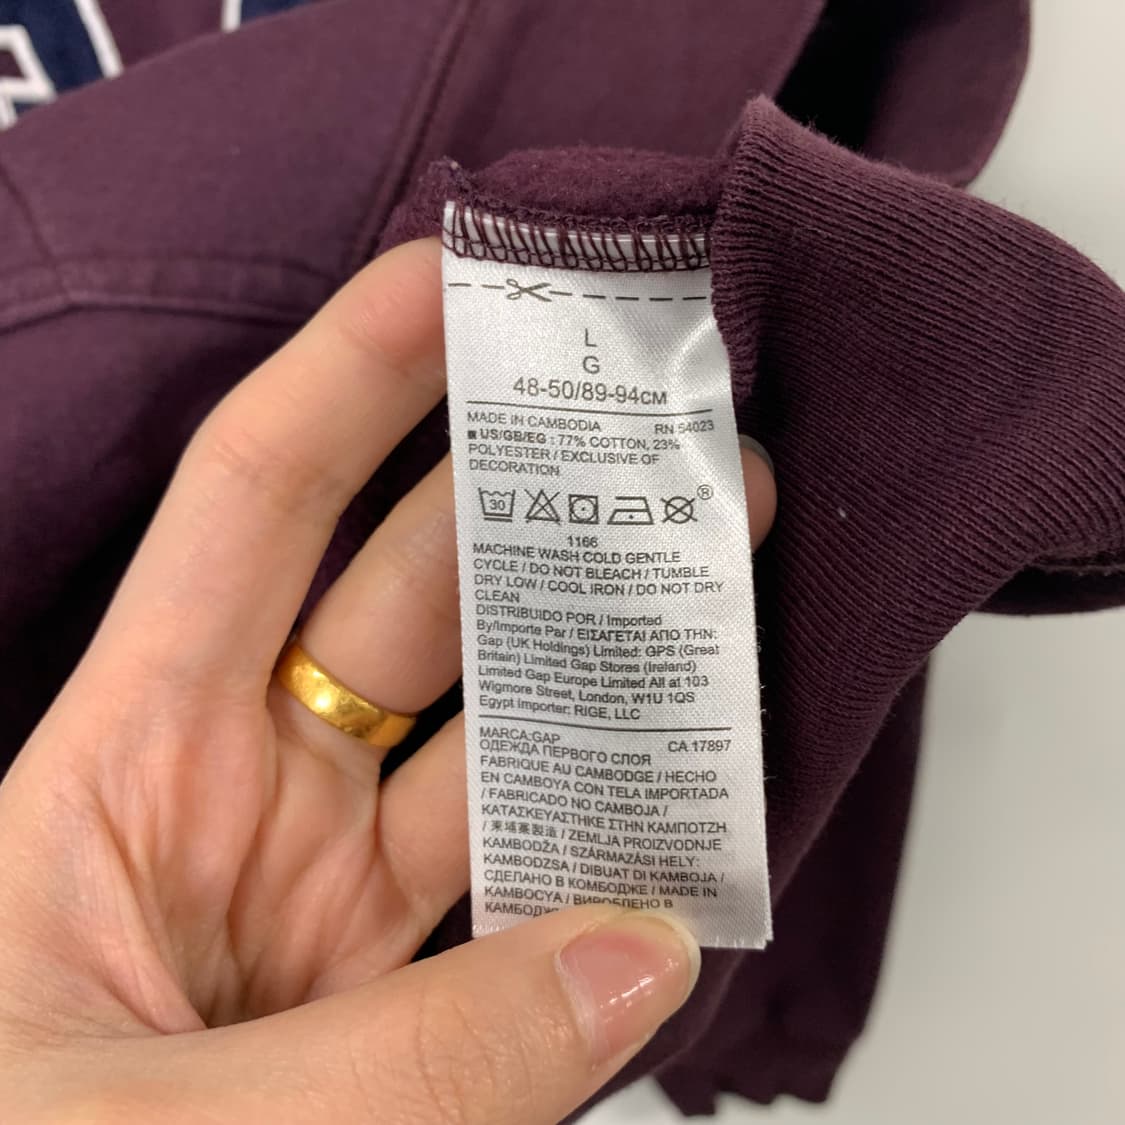 L
G
48-50/89-94см
MADE IN CAMBODIA RN 54023
US/GB/EG : 77% COTTON, 23%
POLYESTER / EXCLUSIVE OF
DECORATION
30 ®
1166
MACHINE WASH COLD GENTLE
CYCLE / DO NOT BLEACH / TUMBLE
DRY LOW / COOL IRON / DO NOT DRY
CLEAN
DISTRIBUIDO POR / Imported
By/Importe Par / ΕΙΣΑΓΕΤΑΙ ΑΠΟ ΤΗΝ:
Gap (UK Holdings) Limited: GPS (Great
Britain) Limited Gap Stores (Ireland)
Limited Gap Europe Limited All at 103
Wigmore Street, London, W1U 1QS
Egypt Importer: RIGE, LLC
MARCA:GAP CA 17897
ОДЕЖДА ПЕРВОГО СЛОЯ
FABRIQUE AU CAMBODGE / HECHO
EN CAMBOYA CON TELA IMPORTADA
/ FABRICADO NO CAMBOJA /
ΚΑΤΑΣΚΕΥΑΣΤΗΚΕ ΣΤΗΝ ΚΑΜΠΟΤΖΗ
/ 柬埔寨製造 / ZEMLJA PROIZVODNJE
KAMBODŽA / SZÁRMAZÁSI HELY:
KAMBODZSA / DIBUAT DI KAMBOJA /
СДЕЛАНО В КОМБОДЖЕ / MADE IN
KAMBOCYA / ВИРОБЛЕНО В